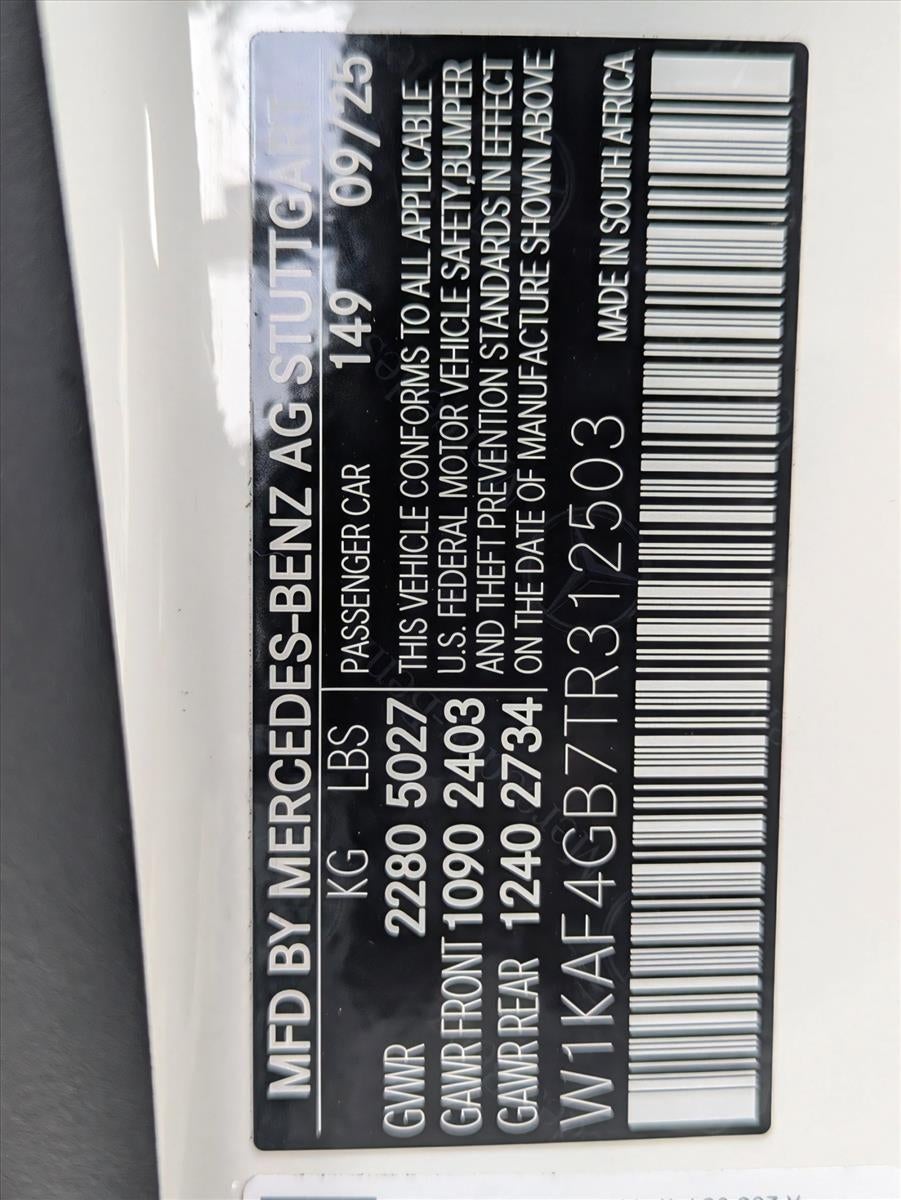 MFD BY MERCEDES-BENZ AG STUTTGART
KG LBS PASSENGER CAR 149 09/25
GVWR 2280 5027
GAWR FRONT 1090 2403
GAWR REAR 1240 2734
THIS VEHICLE CONFORMS TO ALL APPLICABLE
U.S. FEDERAL MOTOR VEHICLE SAFETY,BUMPER
AND THEFT PREVENTION STANDARDS IN EFFECT
ON THE DATE OF MANUFACTURE SHOWN ABOVE
W1KAF4GB7TR312503 MADE IN SOUTH AFRICA